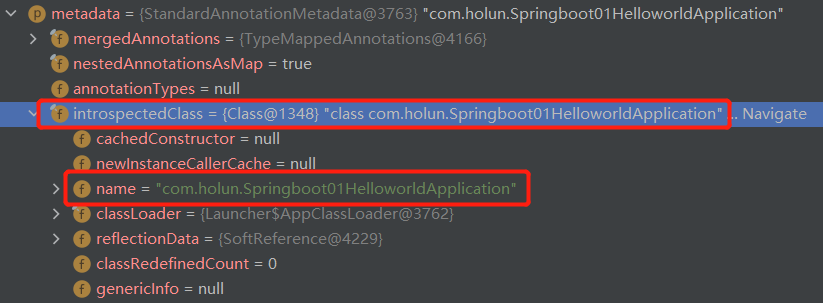 p metadata = {StandardAnnotationMetadata@3763} "com.holun.Springboot01HelloworldApplication"
f mergedAnnotations = {TypeMappedAnnotations@4166}
f nestedAnnotationsAsMap = true
f annotationTypes = null
f introspectedClass = {Class@1348} "class com.holun.Springboot01HelloworldApplication" ... Navigate
f cachedConstructor = null
f newInstanceCallerCache = null
f name = "com.holun.Springboot01HelloworldApplication"
f classLoader = {Launcher$AppClassLoader@3762}
f reflectionData = {SoftReference@4229}
f classRedefinedCount = 0
f genericInfo = null